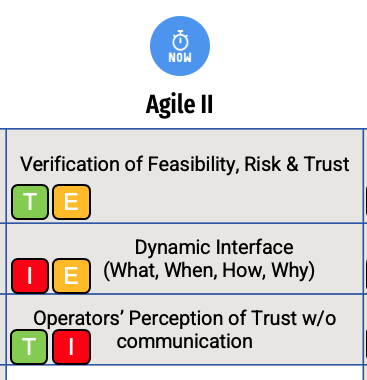 NOW
Agile II
Verification of Feasibility, Risk & Trust
T E
Dynamic Interface
(What, When, How, Why)
I E
Operators’ Perception of Trust w/o
communication
T I